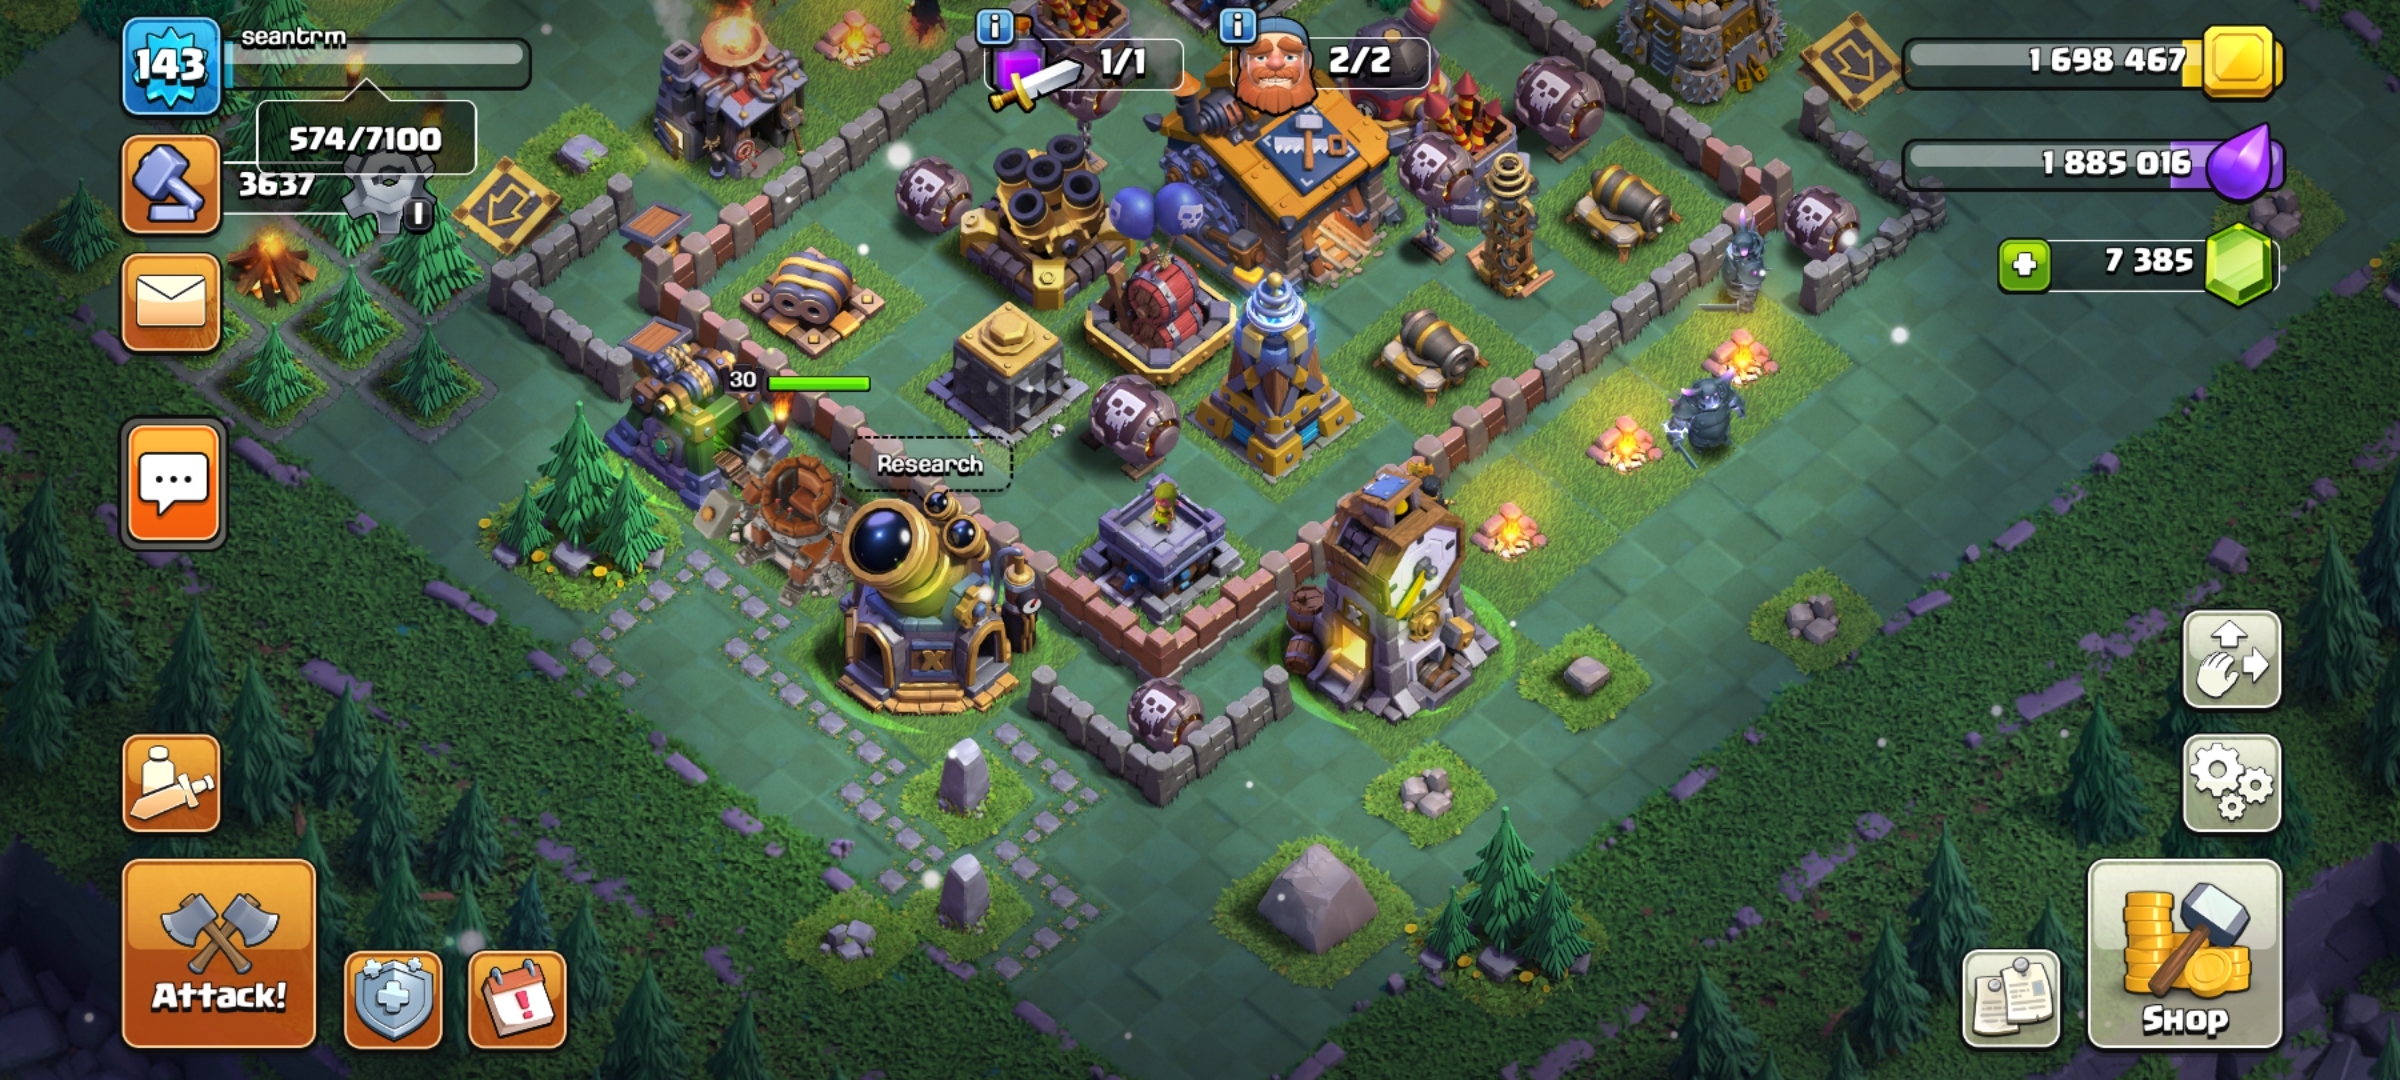 143
seantrm
574/7100
3637
i
1/1
i
2/2
1 698 467
1 885 016
7 385
30
Research
Attack!
Shop